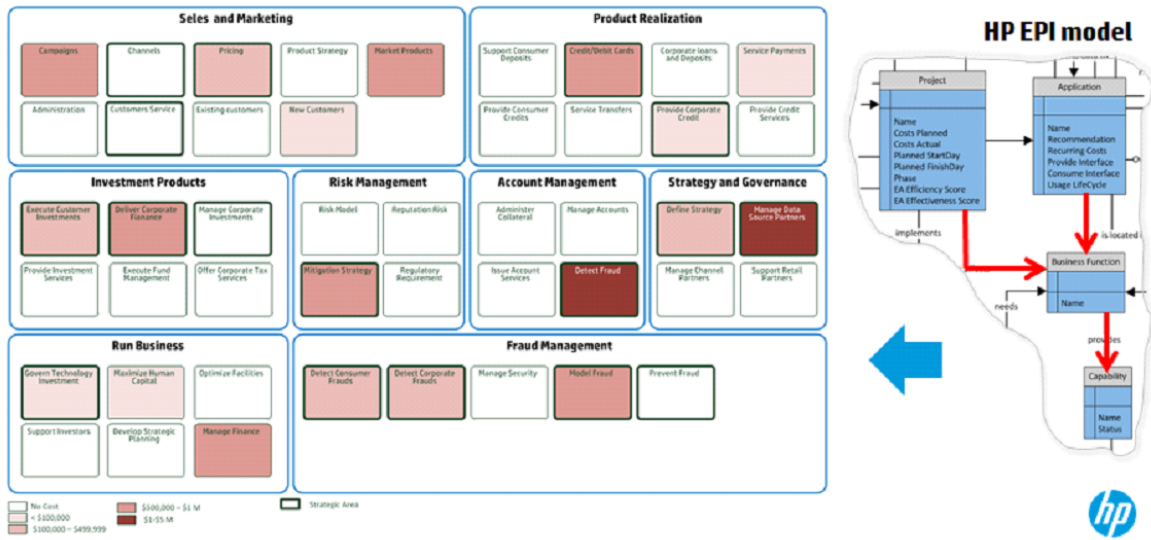 Seles and Marketing
Campaigns
Channels
Pricing
Product Strategy
Market Products
Administration
Customers Service
Existing customers
New Customers
Product Realization
Support Consumer
Deposits
Credit/Debit Cards
Corporate loans
and Deposits
Service Payments
Provide Consumer
Credits
Service Transfers
Provide Corporate
Credit
Provide Credit
Services
Investment Products
Execute Customer
Investments
Deliver Corporate
Finance
Manage Corporate
Investments
Provide Investment
Services
Execute Fund
Management
Offer Corporate Tax
Services
Risk Management
Risk Model
Reputation Risk
Mitigation Strategy
Regulatory
Requirement
Account Management
Administer
Collateral
Manage Accounts
Issue Account
Services
Detect Fraud
Strategy and Governance
Define Strategy
Manage Data
Source Partners
Manage Channel
Partners
Support Retail
Partners
Run Business
Govern Technology
Investment
Maximize Human
Capital
Optimize Facilities
Support Investors
Develop Strategic
Planning
Manage Finance
Fraud Management
Detect Consumer
Frauds
Detect Corporate
Frauds
Manage Security
Model Fraud
Prevent Fraud
No Cost
< $100,000
$100,000 – $499,999
$500,000 – $1 M
$1-$5 M
Strategic Area
HP EPI model
Project
Name
Costs Planned
Costs Actual
Planned StartDay
Planned FinishDay
Phase
EA Efficiency Score
EA Effectiveness Score
Application
Name
Recommendation
Recurring Costs
Provide Interface
Consume Interface
Usage LifeCycle
implements
is located i
Business Function
Name
needs
provides
Capability
Name
Status
hp